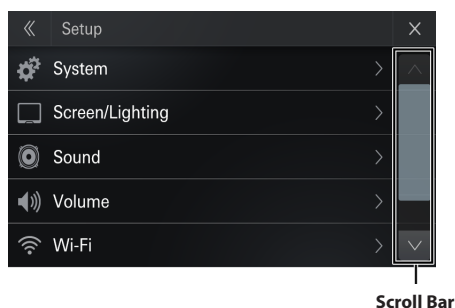 Setup
System
Screen/Lighting
Sound
Volume
Wi-Fi
Scroll Bar